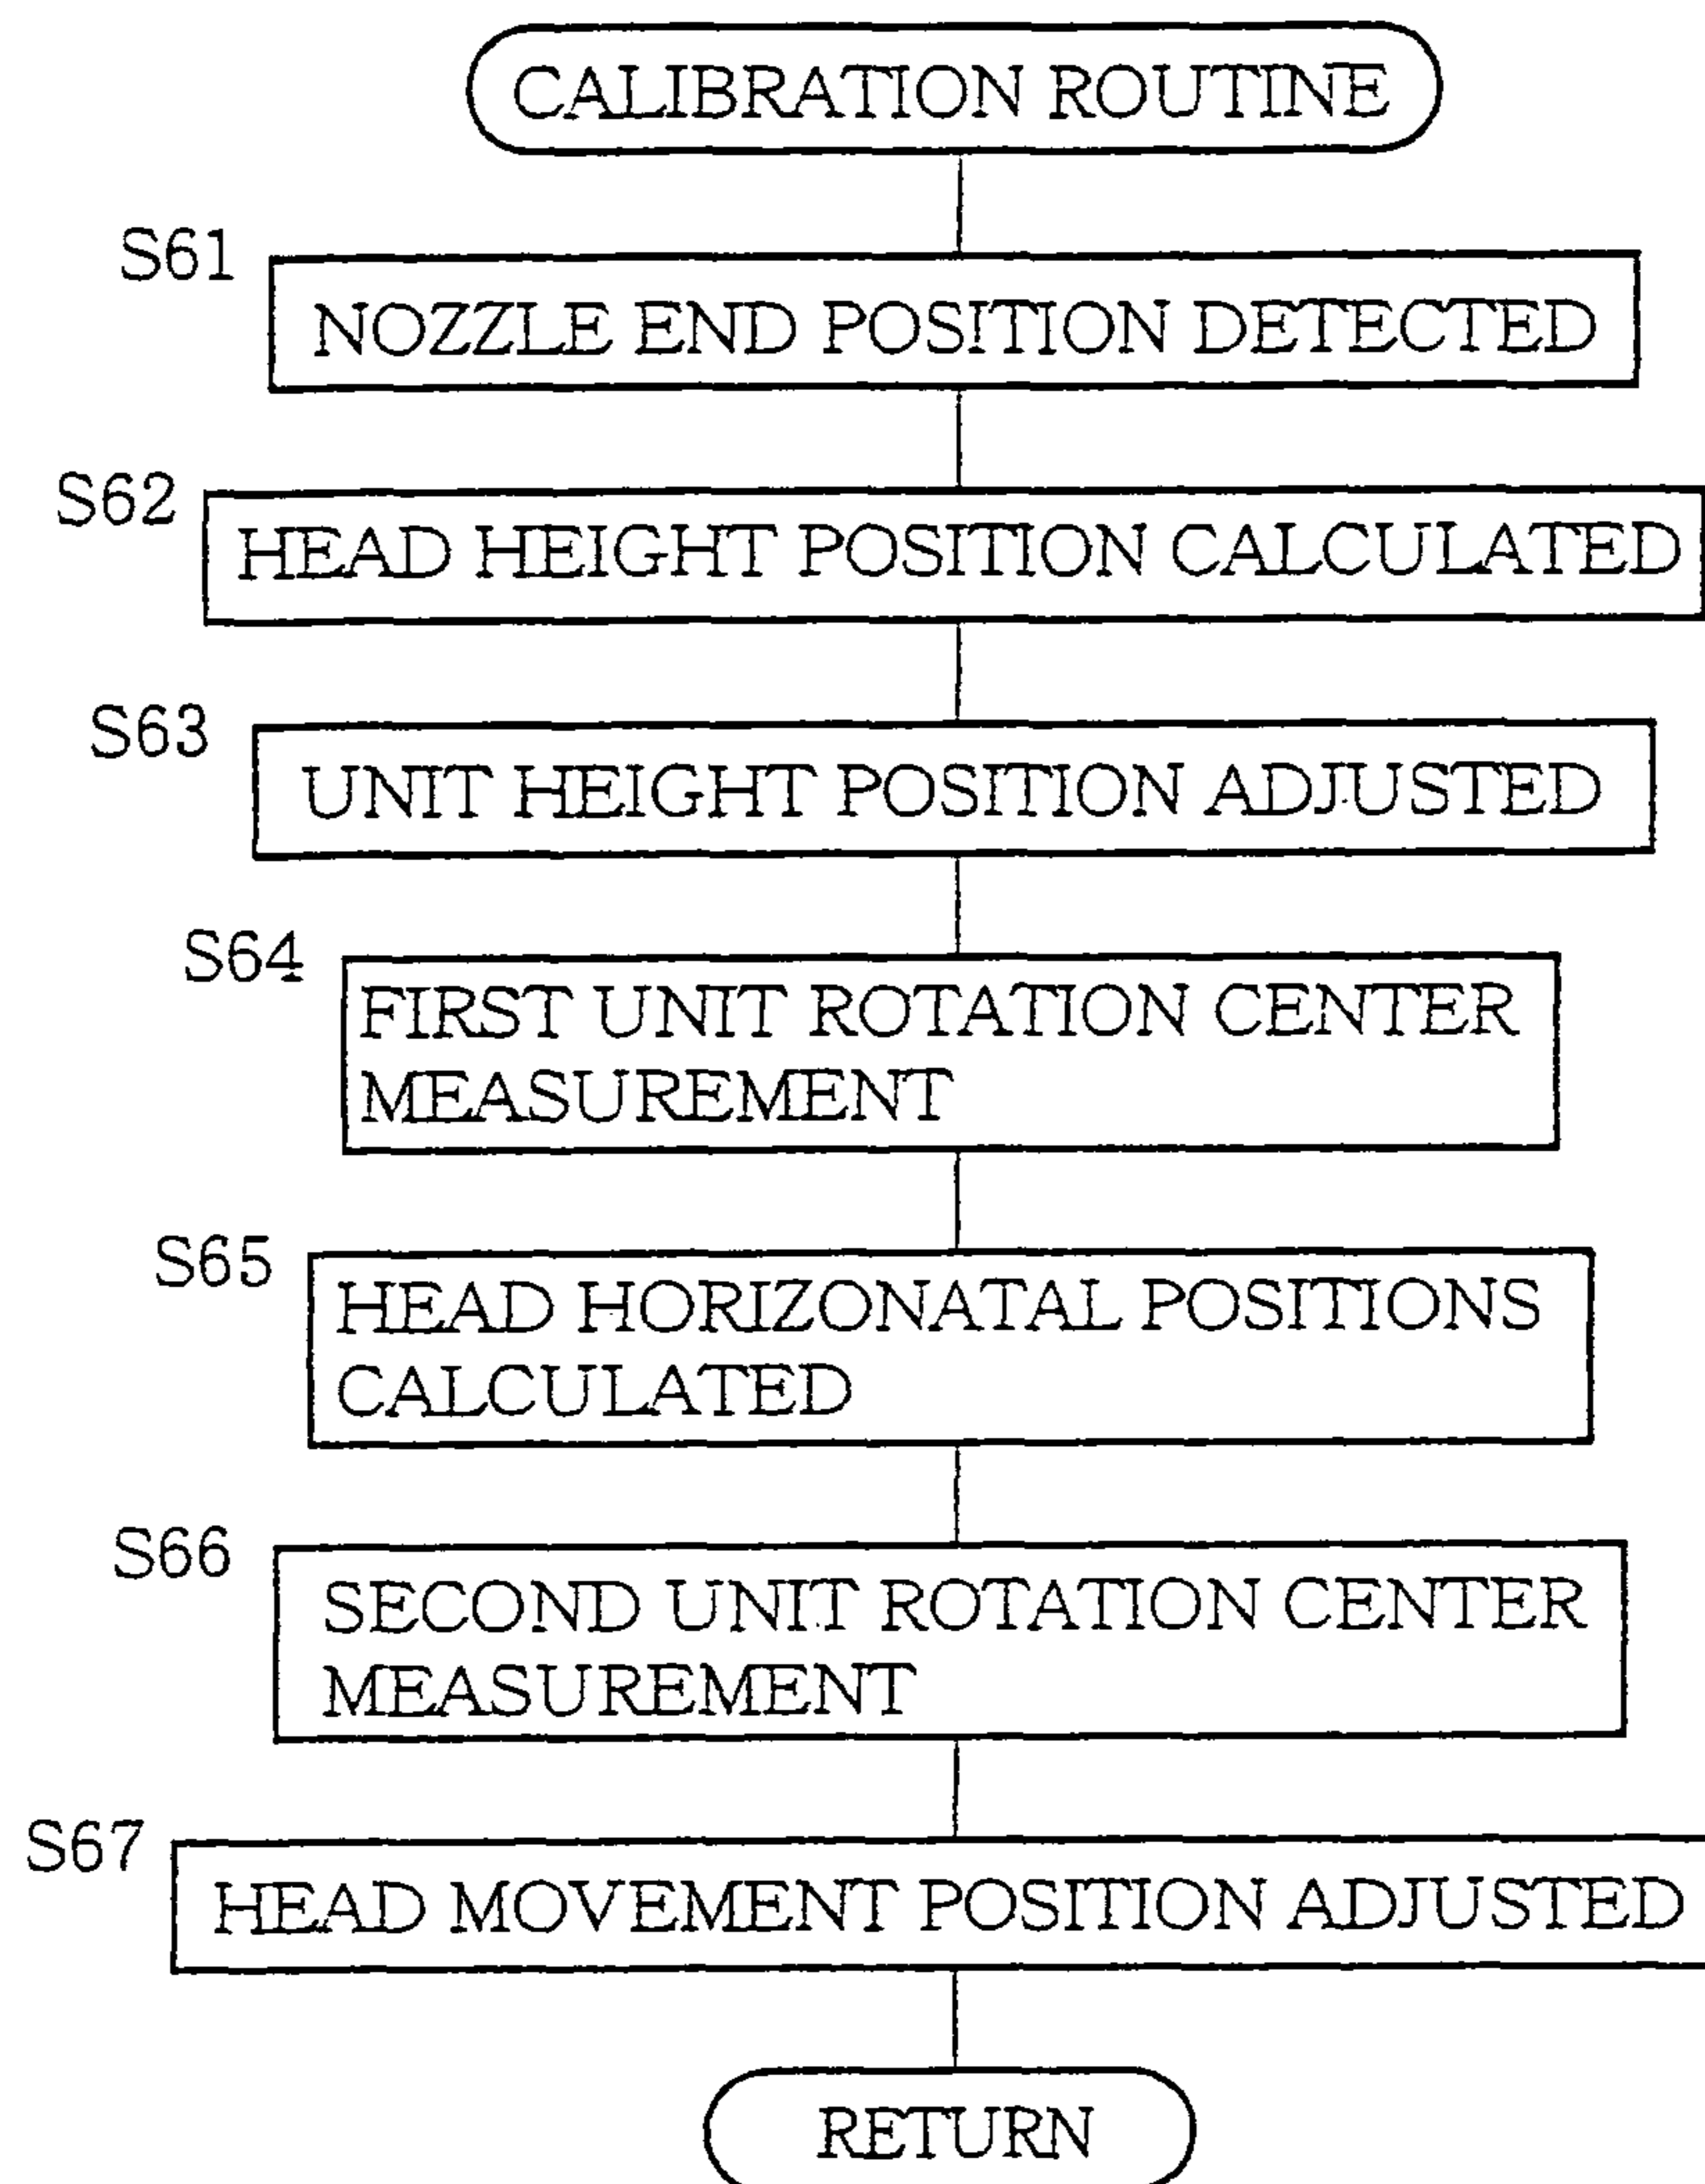 CALIBRATION ROUTINE
S61
NOZZLE END POSITION DETECTED
S62
HEAD HEIGHT POSITION CALCULATED
S63
UNIT HEIGHT POSITION ADJUSTED
S64
FIRST UNIT ROTATION CENTER
MEASUREMENT
S65
HEAD HORIZONATAL POSITIONS
CALCULATED
S66
SECOND UNIT ROTATION CENTER
MEASUREMENT
S67
HEAD MOVEMENT POSITION ADJUSTED
RETURN